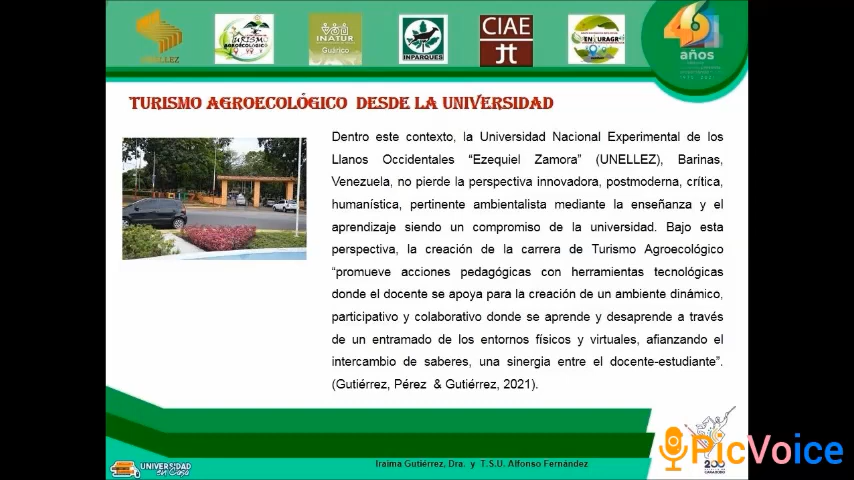 UNELLEZ
TURISMO
AGROECOLÓGICO
INATUR
Guárico
INPARQUES
CIAE
46
años
TURISMO AGROECOLÓGICO DESDE LA UNIVERSIDAD
Dentro este contexto, la Universidad Nacional Experimental de los
Llanos Occidentales “Ezequiel Zamora” (UNELLEZ), Barinas,
Venezuela, no pierde la perspectiva innovadora, postmoderna, crítica,
humanística, pertinente ambientalista mediante la enseñanza y el
aprendizaje siendo un compromiso de la universidad. Bajo esta
perspectiva, la creación de la carrera de Turismo Agroecológico
“promueve acciones pedagógicas con herramientas tecnológicas
donde el docente se apoya para la creación de un ambiente dinámico,
participativo y colaborativo donde se aprende y desaprende a través
de un entramado de los entornos físicos y virtuales, afianzando el
intercambio de saberes, una sinergia entre el docente-estudiante”.
(Gutiérrez, Pérez & Gutiérrez, 2021).
UNIVERSIDAD
en Casa
Iraima Gutiérrez, Dra. y T.S.U. Alfonso Fernández
200
PicVoice